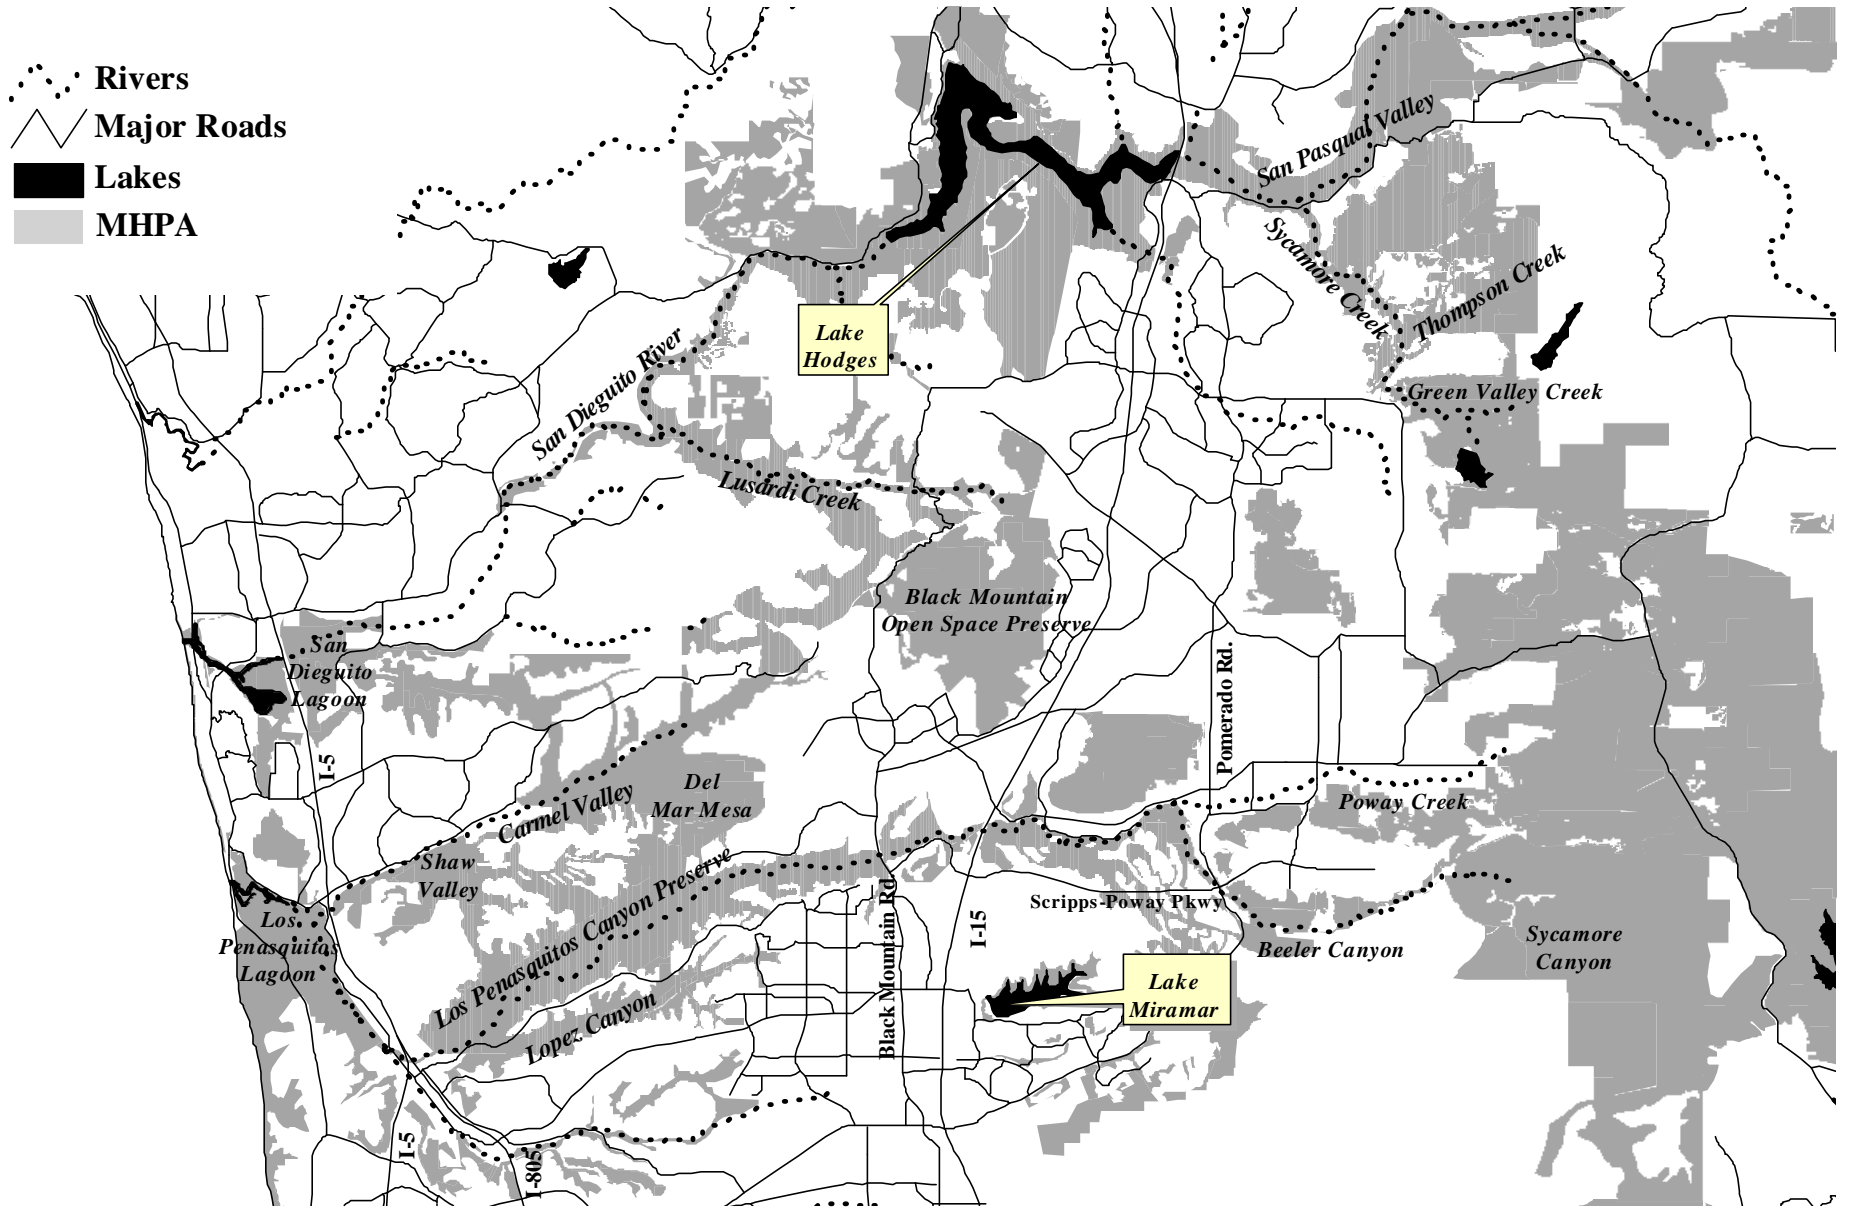 Rivers
Major Roads
Lakes
MHPA
San Pasqual Valley
Sycamore Creek
Thompson Creek
Lake
Hodges
San Dieguito River
Green Valley Creek
Lusardi Creek
Black Mountain
Open Space Preserve
San
Dieguito
Lagoon
I-5
Pomerado Rd.
Del
Mar Mesa
Carmel Valley
Poway Creek
Shaw
Valley
Los Penasquitos Canyon Preserve
Black Mountain Rd.
Scripps-Poway Pkwy
Los
Penasquitos
Lagoon
I-15
Beeler Canyon
Sycamore
Canyon
Lake
Miramar
Lopez Canyon
I-5
I-805